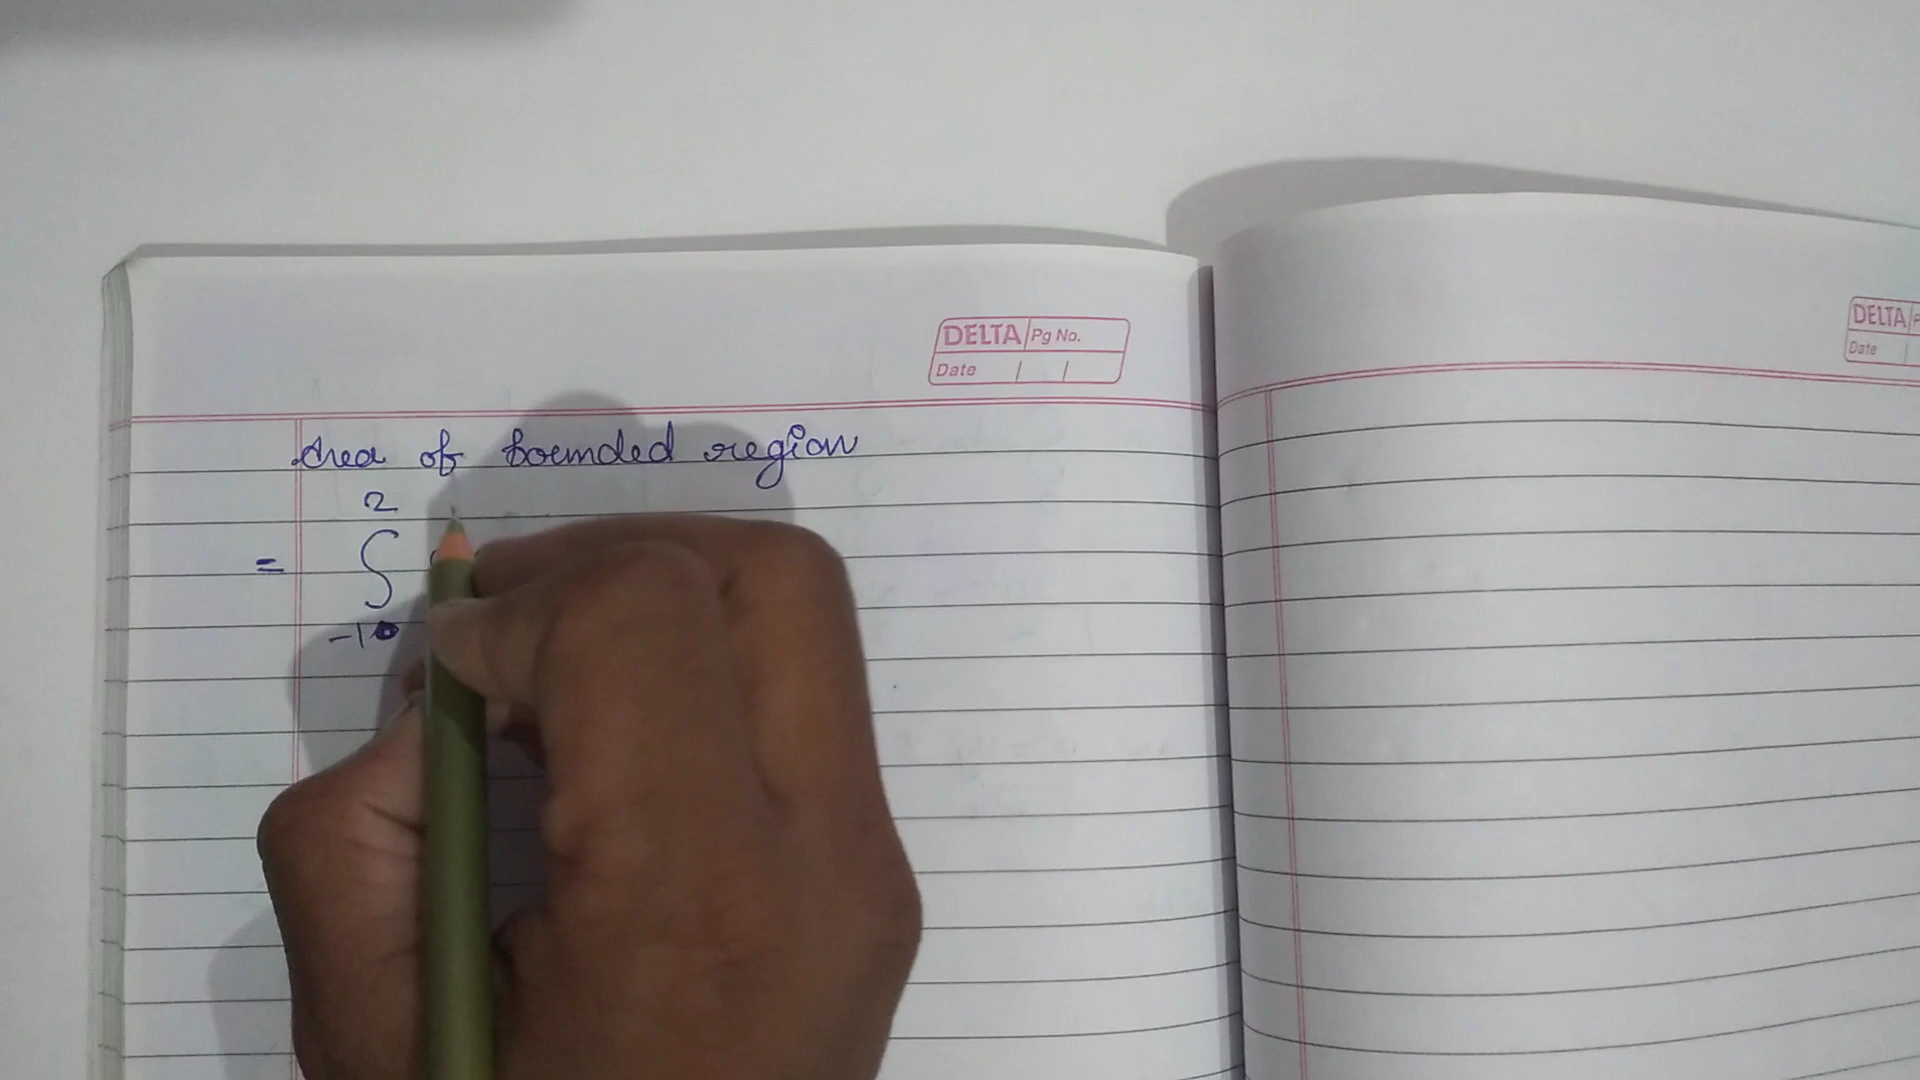 DELTA Pg No.
Date
DELTA
Date
Area of bounded region
2
= ∫
-1